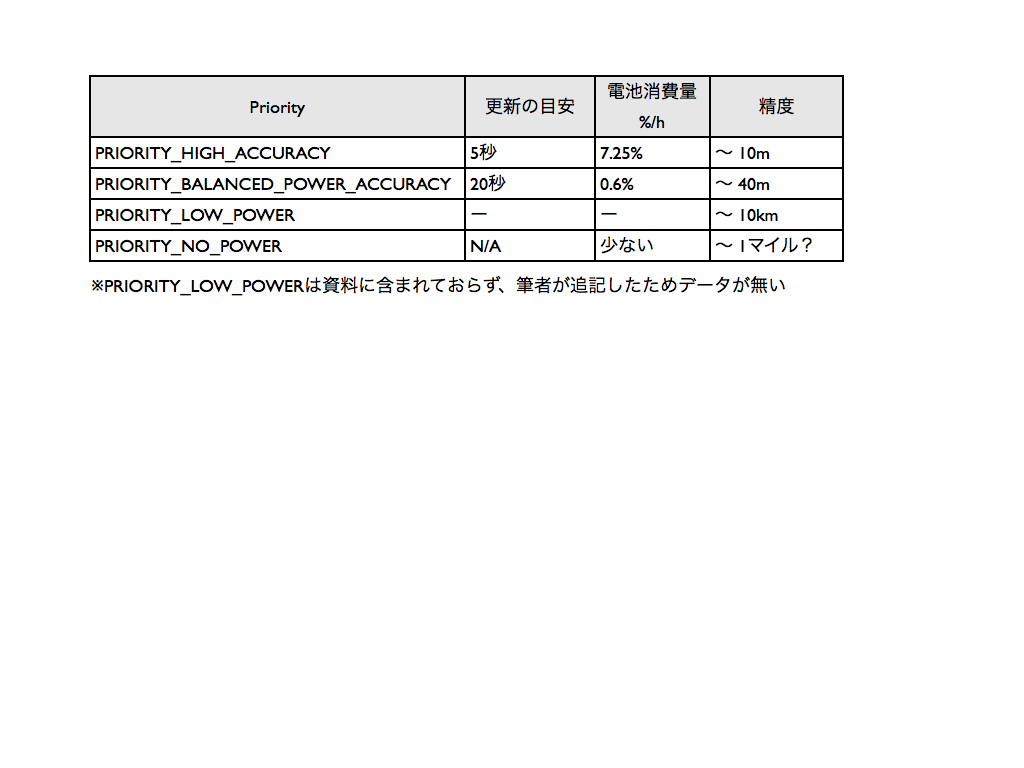 Priority 更新の目安 電池消費量 %/h 精度
PRIORITY_HIGH_ACCURACY 5秒 7.25% 〜 10m
PRIORITY_BALANCED_POWER_ACCURACY 20秒 0.6% 〜 40m
PRIORITY_LOW_POWER ー ー 〜 10km
PRIORITY_NO_POWER N/A 少ない 〜 1マイル？
※PRIORITY_LOW_POWERは資料に含まれておらず、筆者が追記したためデータが無い